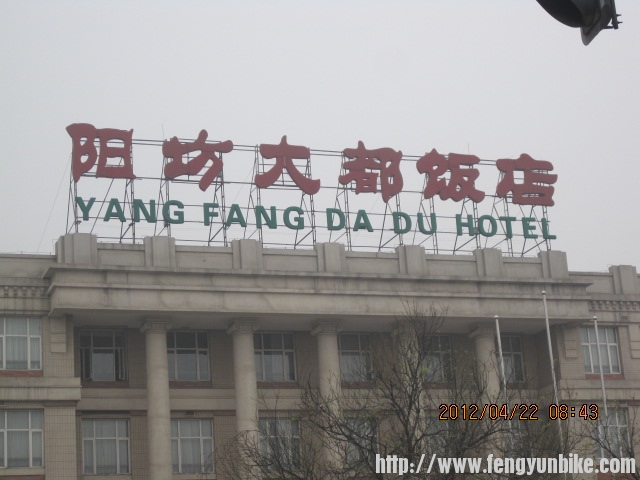 阳坊大都饭店
YANG FANG DA DU HOTEL
2012/04/22 08:43
http://www.fengyunbike.com/